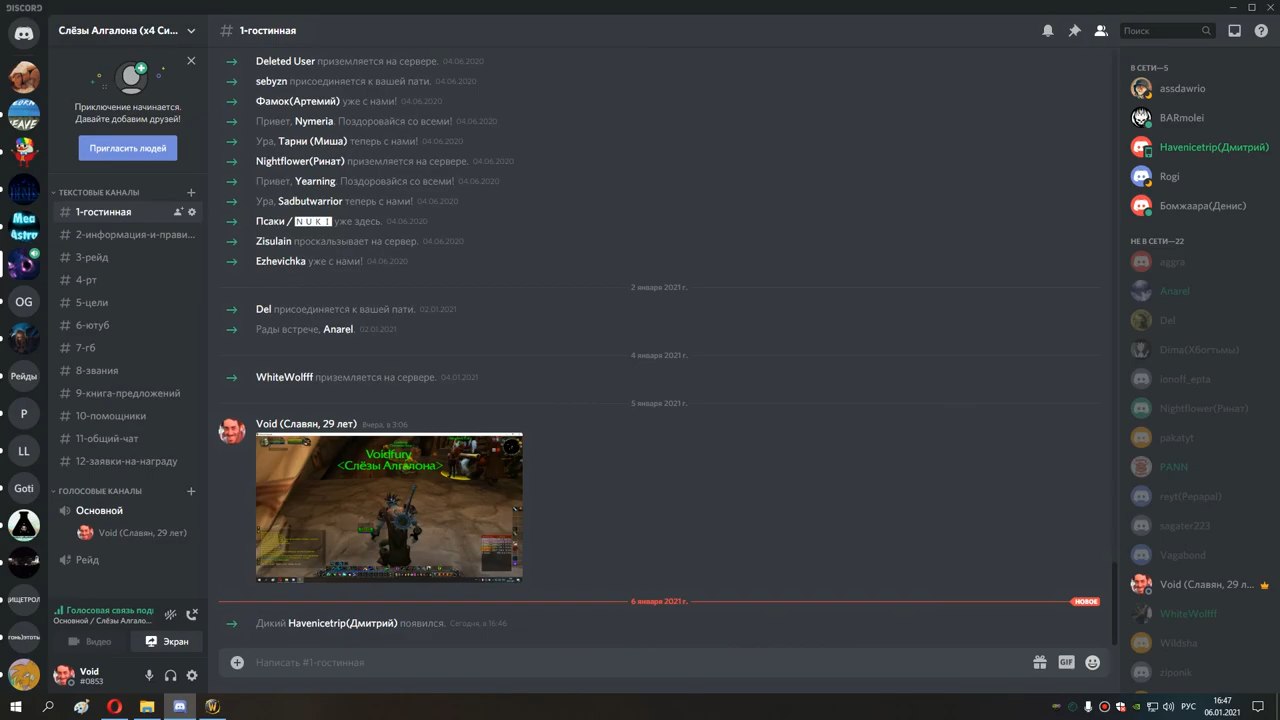 DISCORD
Слёзы Алгалона (x4 Си...
1-гостинная
Поиск
Приключение начинается.
Давайте добавим друзей!
Пригласить людей
ТЕКСТОВЫЕ КАНАЛЫ
1-гостинная
2-информация-и-прави...
3-рейд
4-рт
5-цели
6-ютуб
7-гб
8-звания
9-книга-предложений
10-помощники
11-общий-чат
12-заявки-на-награду
ГОЛОСОВЫЕ КАНАЛЫ
Основной
Void (Славян, 29 лет)
Рейд
OG
Рейды
P
LL
Goti
Голосовая связь под
Основной / Слёзы Алгало...
Видео
Экран
Void
#0853
Deleted User приземляется на сервере. 04.06.2020
sebyzn присоединяется к вашей пати. 04.06.2020
Фамок(Артемий) уже с нами! 04.06.2020
Привет, Nymeria. Поздоровайся со всеми! 04.06.2020
Ура, Тарни (Миша) теперь с нами! 04.06.2020
Nightflower(Ринат) приземляется на сервере. 04.06.2020
Привет, Yearning. Поздоровайся со всеми! 04.06.2020
Ура, Sadbutwarrior теперь с нами! 04.06.2020
Псаки / N U K I уже здесь. 04.06.2020
Zisulain проскальзывает на сервер. 04.06.2020
Ezhevichka уже с нами! 04.06.2020
2 января 2021 г.
Del присоединяется к вашей пати. 02.01.2021
Рады встрече, Anarel. 02.01.2021
4 января 2021 г.
WhiteWolfff приземляется на сервере. 04.01.2021
5 января 2021 г.
Void (Славян, 29 лет) Вчера, в 3:06
Voidfury
<Слёзы Алгалона>
6 января 2021 г.
НОВОЕ
Дикий Havenicetrip(Дмитрий) появился. Сегодня, в 16:46
Написать #1-гостинная
GIF
В СЕТИ—5
assdawrio
BARmolei
Havenicetrip(Дмитрий)
Rogi
Бомжаара(Денис)
НЕ В СЕТИ—22
aggra
Anarel
Del
Dima(Хбогтымы)
ionoff_epta
Nightflower(Ринат)
pakatyt
PANN
reyt(Pepapai)
sagater223
Vagabond
Void (Славян, 29 л...
WhiteWolfff
Wildsha
ziponik
РУС
16:47
06.01.2021